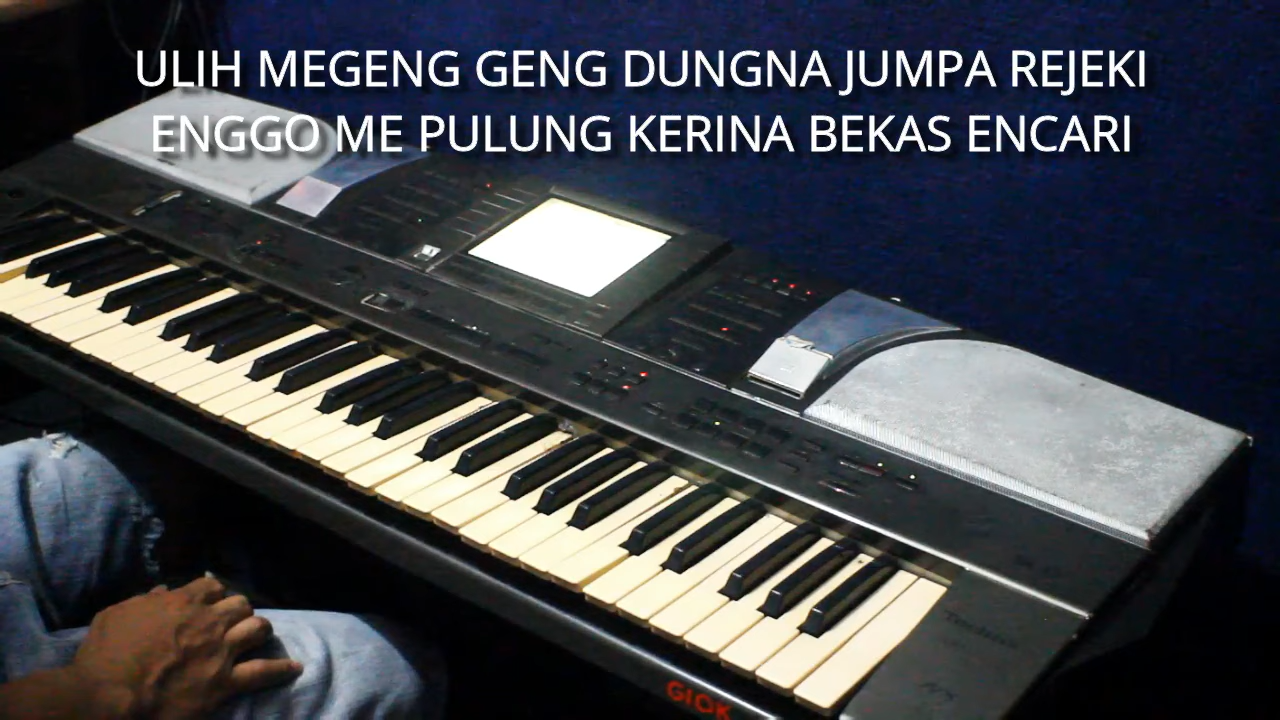 ULIH MEGENG GENG DUNGNA JUMPA REJEKI
ENGGO ME PULUNG KERINA BEKAS ENCARI
GIOK